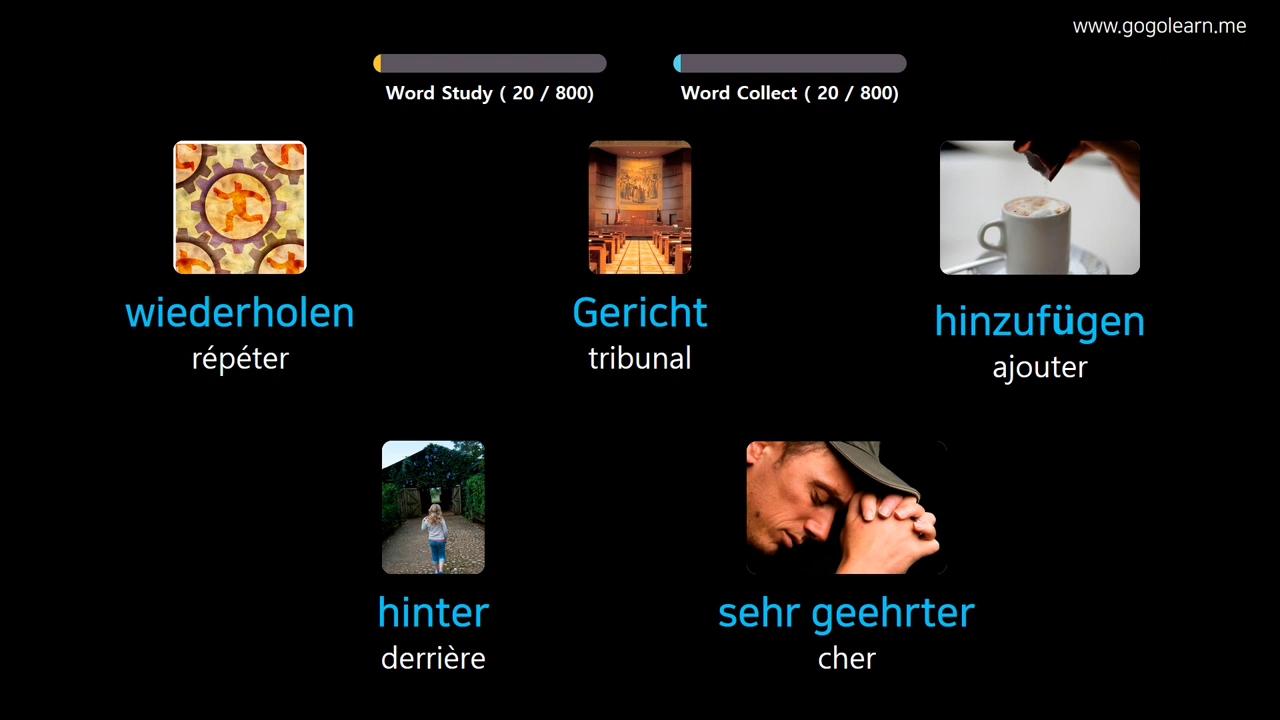 www.gogolearn.me
Word Study ( 20 / 800)
Word Collect ( 20 / 800)
wiederholen
répéter
Gericht
tribunal
hinzufügen
ajouter
hinter
derrière
sehr geehrter
cher